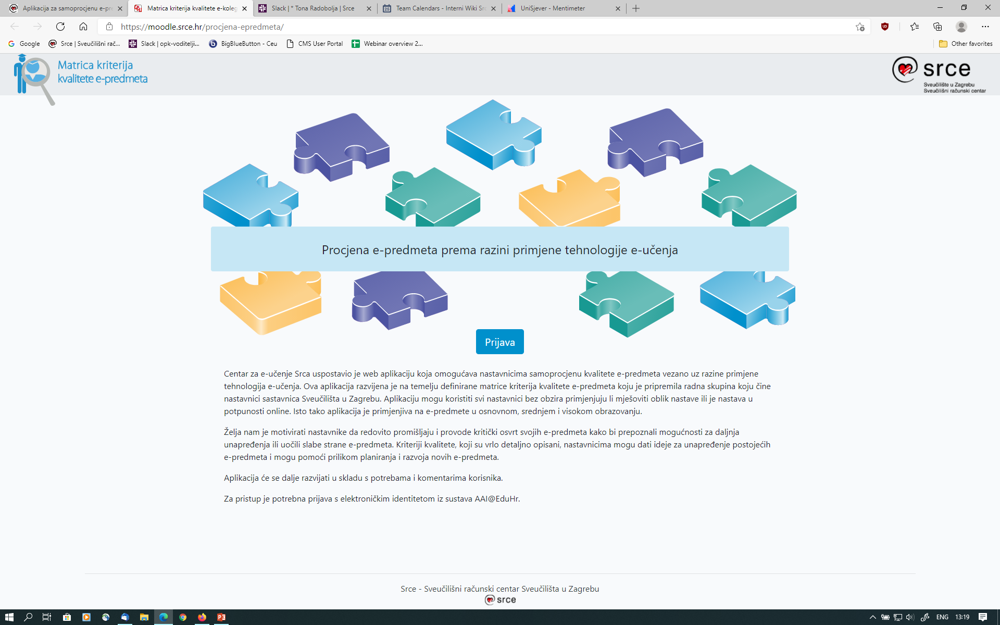 Aplikacija za samoprocjenu e-pre
Matrica kriterija kvalitete e-koleg
Slack | * Tona Radobolja | Srce
Team Calendars - Interni Wiki Src
UniSjever - Mentimeter
https://moodle.srce.hr/procjena-epredmeta/
Google
Srce | Sveučilišni rač...
Slack | opk-voditelji...
BigBlueButton - Ceu
CMS User Portal
Webinar overview 2...
Other favorites
Matrica kriterija
kvalitete e-predmeta
srce
Sveučilište u Zagrebu
Sveučilišni računski centar
Procjena e-predmeta prema razini primjene tehnologije e-učenja
Prijava
Centar za e-učenje Srca uspostavio je web aplikaciju koja omogućava nastavnicima samoprocjenu kvalitete e-predmeta vezano uz razine primjene
tehnologija e-učenja. Ova aplikacija razvijena je na temelju definirane matrice kriterija kvalitete e-predmeta koju je pripremila radna skupina koju čine
nastavnici sastavnica Sveučilišta u Zagrebu. Aplikaciju mogu koristiti svi nastavnici bez obzira primjenjuju li mješoviti oblik nastave ili je nastava u
potpunosti online. Isto tako aplikacija je primjenjiva na e-predmete u osnovnom, srednjem i visokom obrazovanju.
Želja nam je motivirati nastavnike da redovito promišljaju i provode kritički osvrt svojih e-predmeta kako bi prepoznali mogućnosti za daljnja
unapređenja ili uočili slabe strane e-predmeta. Kriteriji kvalitete, koji su vrlo detaljno opisani, nastavnicima mogu dati ideje za unapređenje postojećih
e-predmeta i mogu pomoći prilikom planiranja i razvoja novih e-predmeta.
Aplikacija će se dalje razvijati u skladu s potrebama i komentarima korisnika.
Za pristup je potrebna prijava s elektroničkim identitetom iz sustava AAI@EduHr.
Srce - Sveučilišni računski centar Sveučilišta u Zagrebu
srce
ENG
13:19